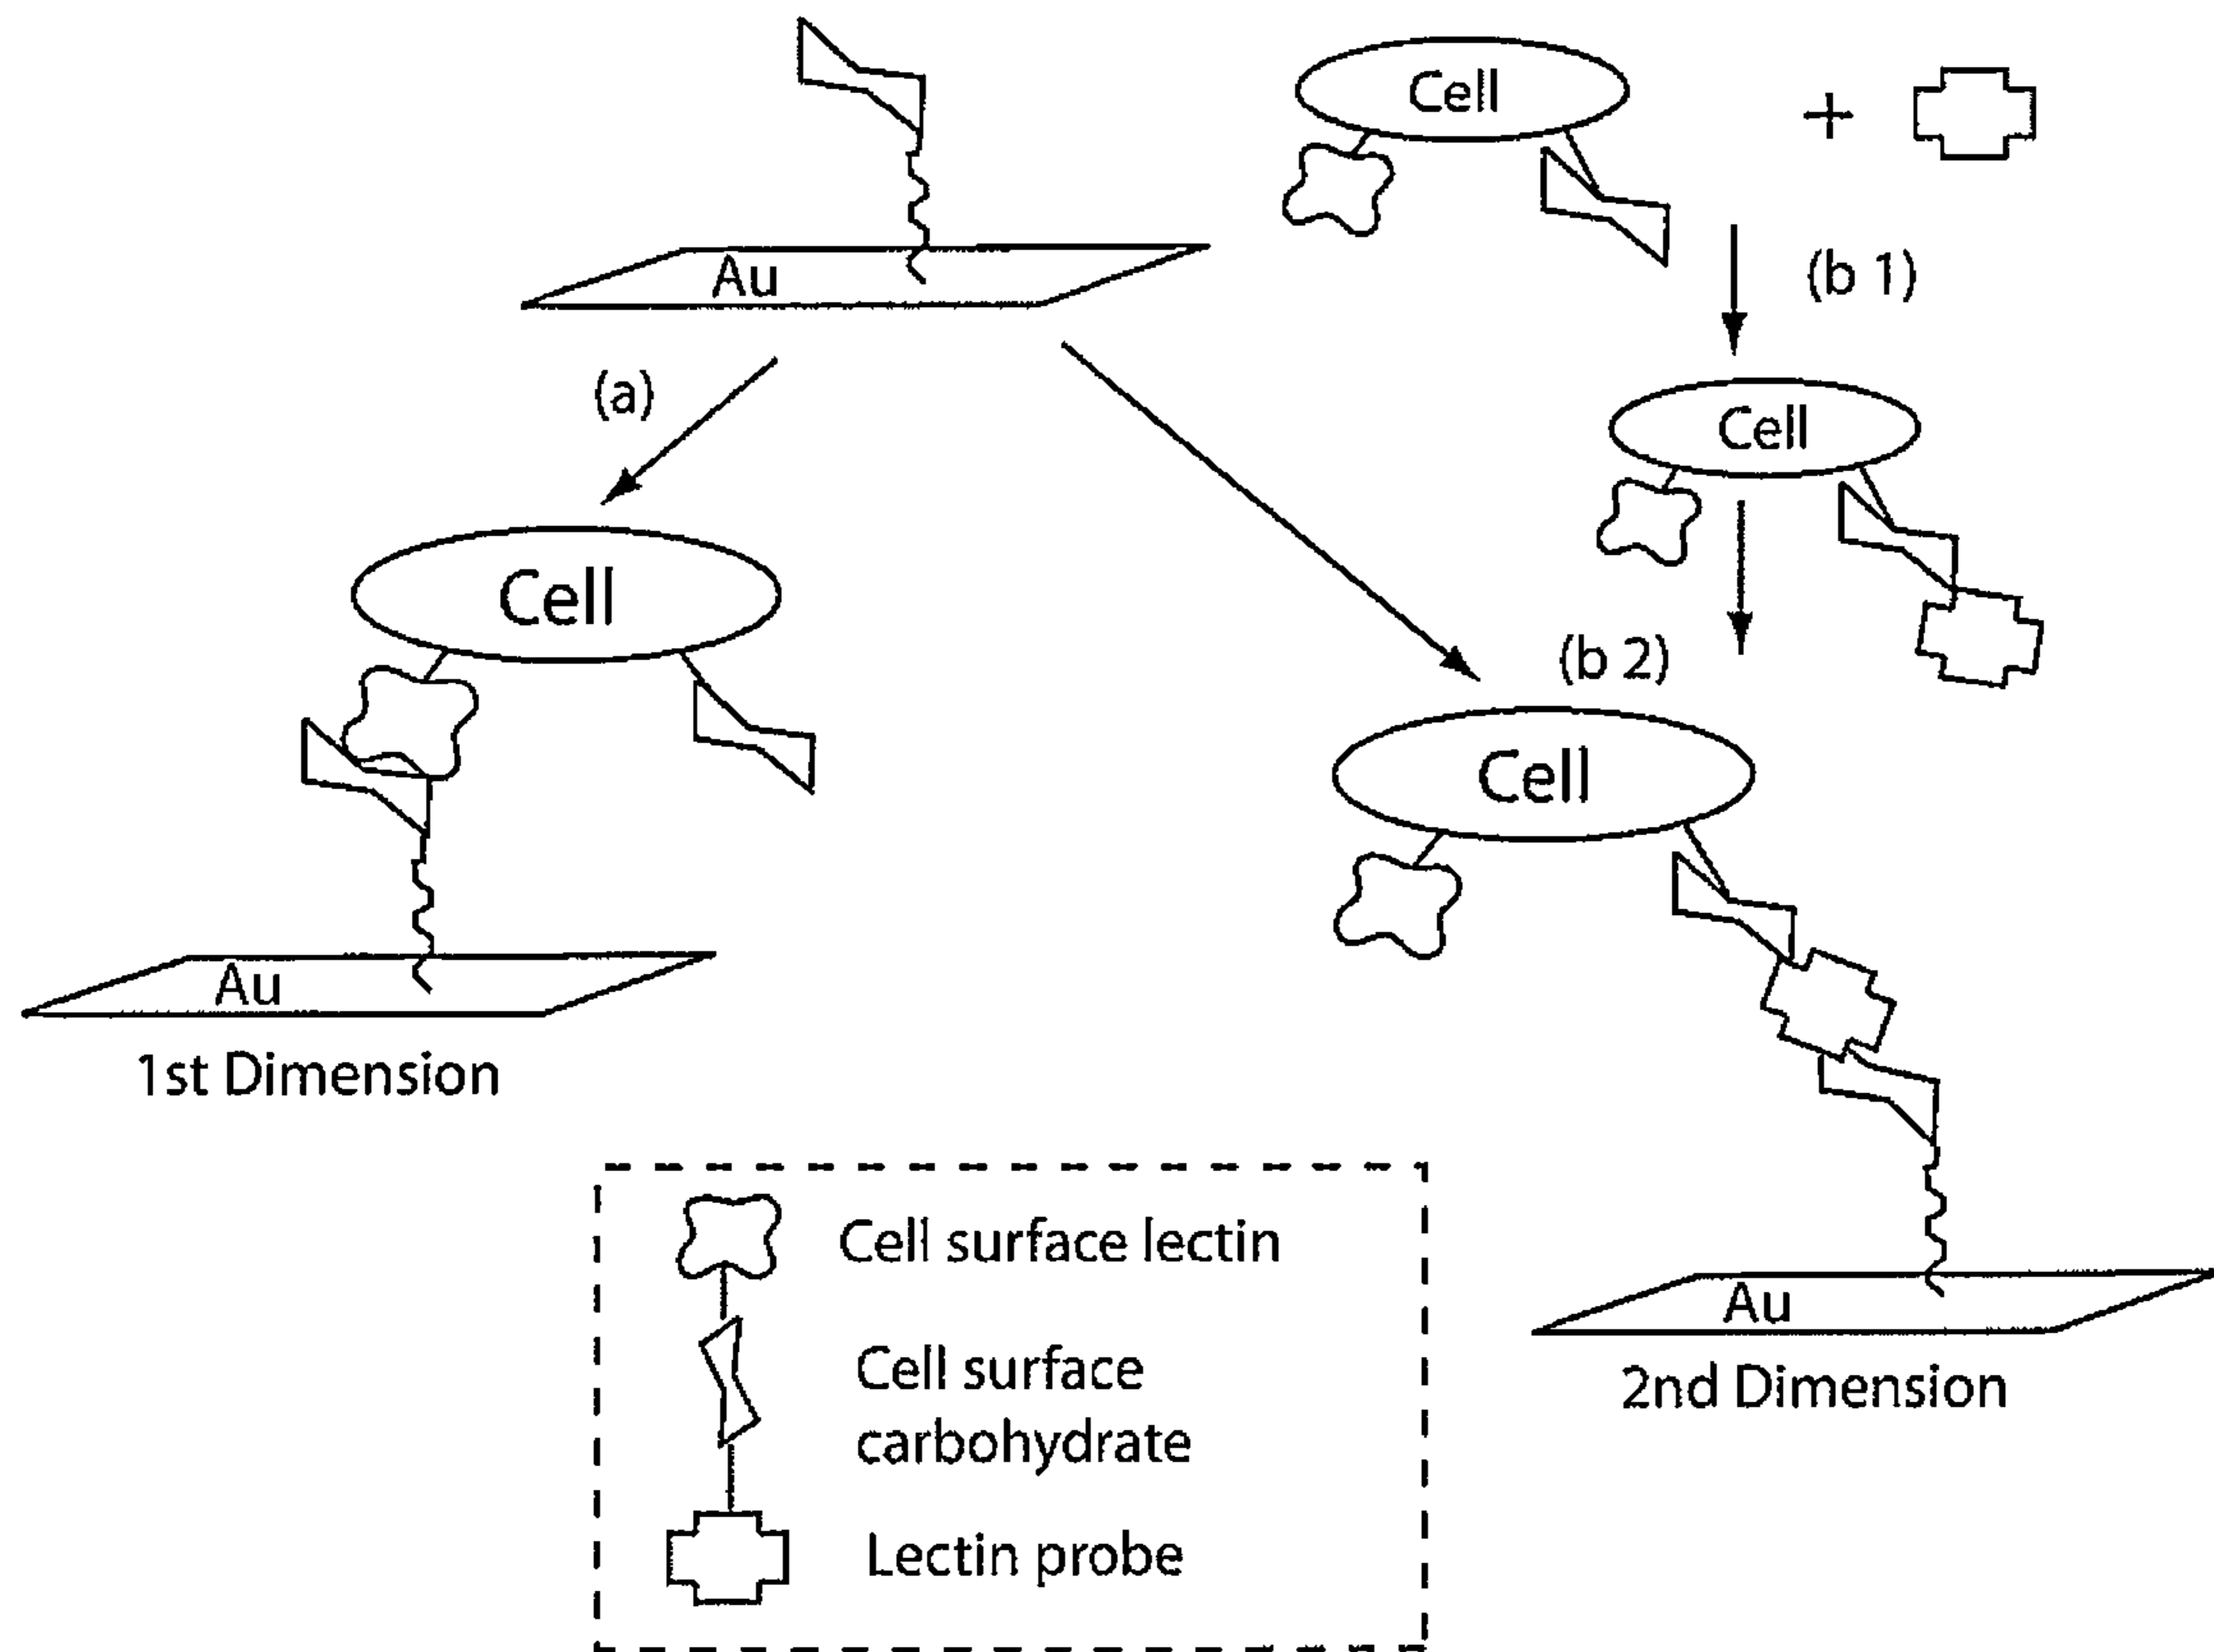 Cell
+
Au
(b 1)
(a)
Cell
Cell
(b 2)
Cell
Au
1st Dimension
Cell surface lectin
Au
Cell surface
carbohydrate
2nd Dimension
Lectin probe